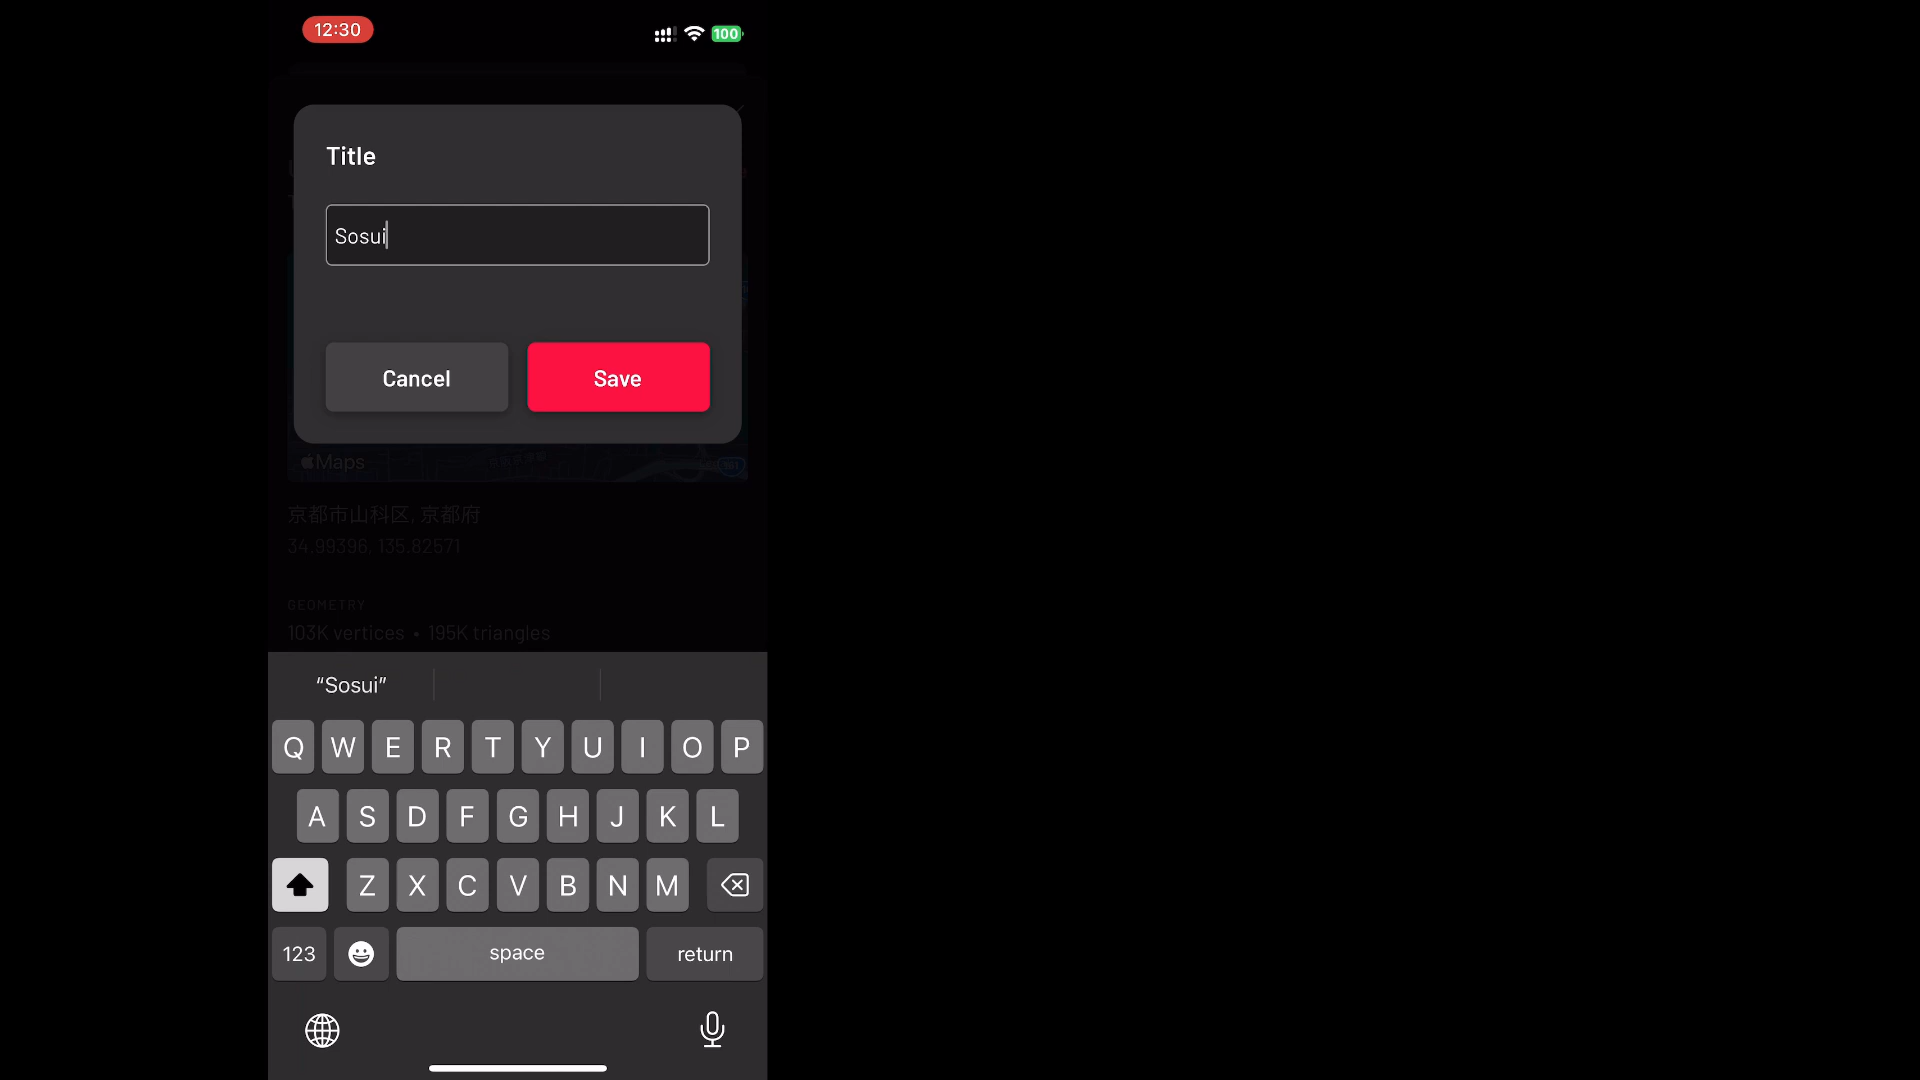 12:30
100
Title
Sosui
Cancel
Save
Maps
京都市山科区, 京都府
34.99396, 135.82571
GEOMETRY
103K vertices • 195K triangles
“Sosui”
Q W E R T Y U I O P
A S D F G H J K L
Z X C V B N M
123
space
return